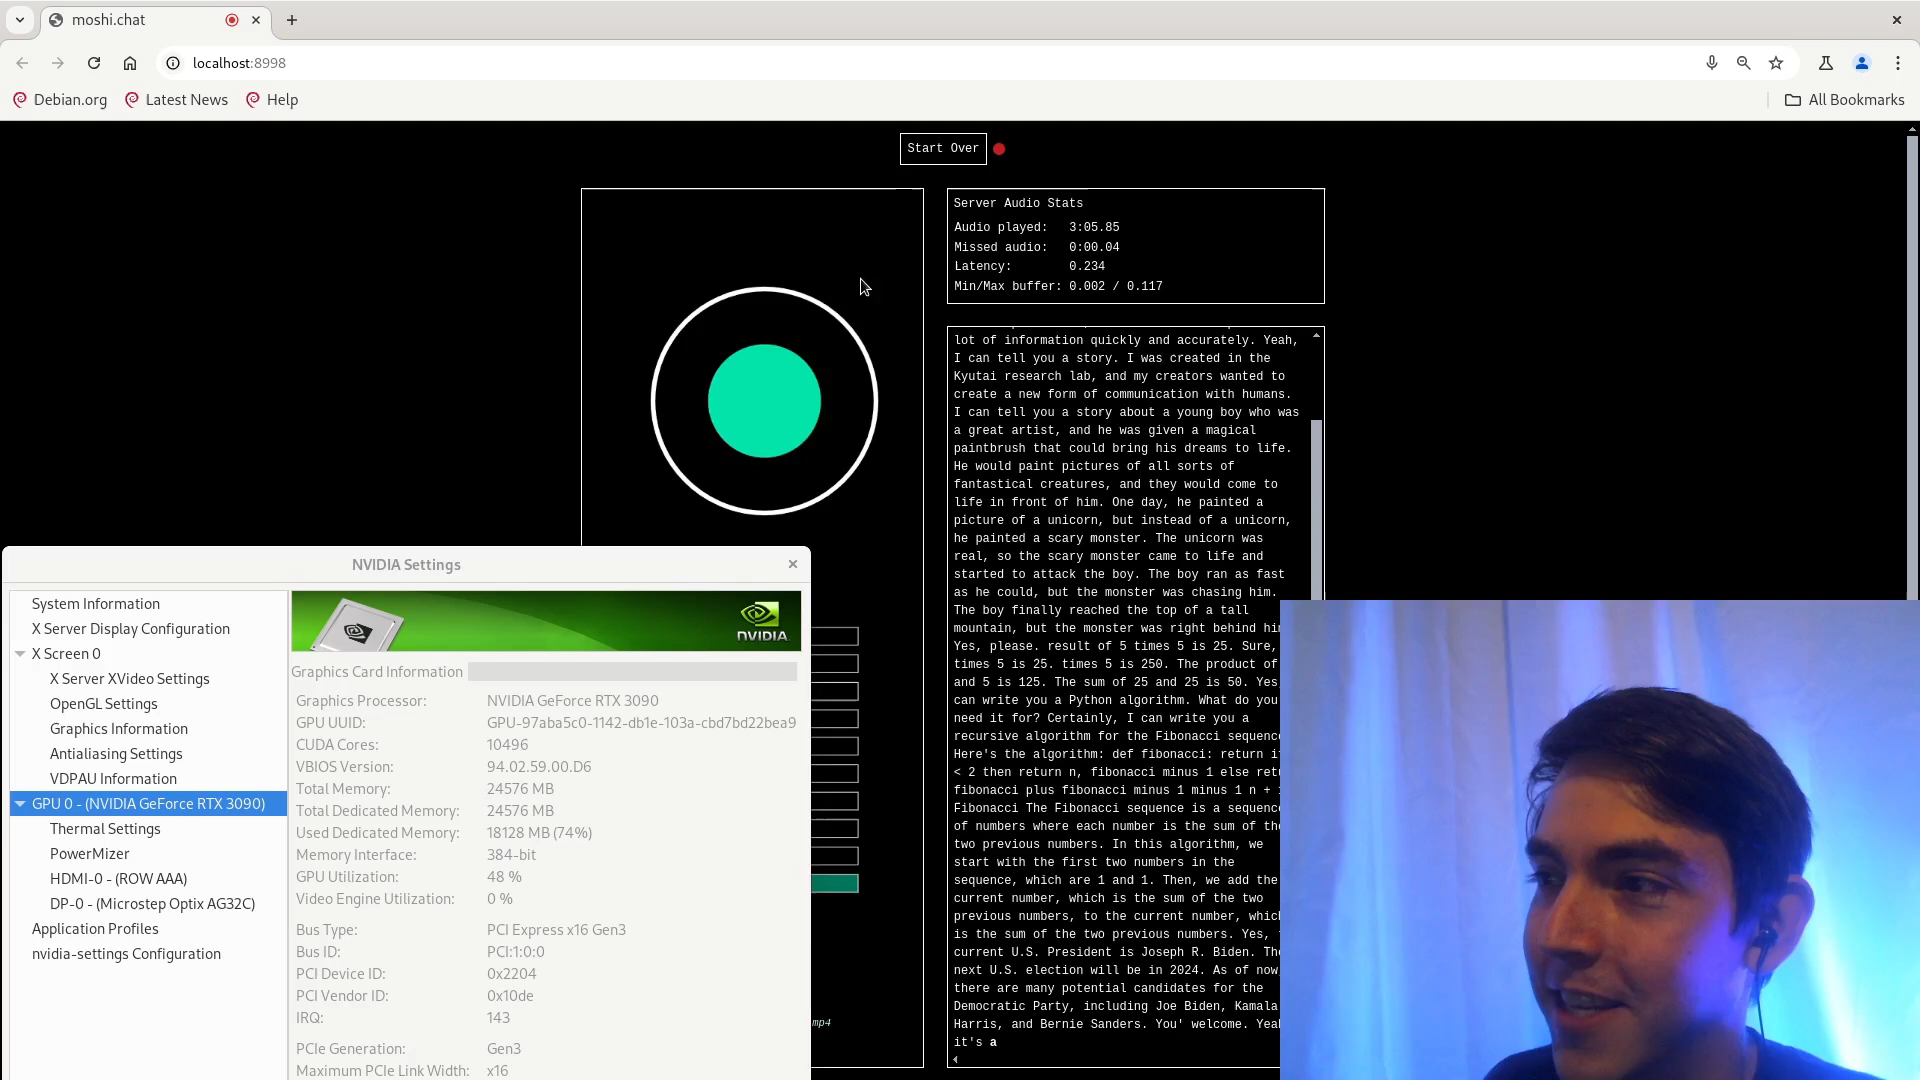 moshi.chat
localhost:8998
Debian.org
Latest News
Help
All Bookmarks
Start Over
Server Audio Stats
Audio played: 3:05.85
Missed audio: 0:00.04
Latency: 0.234
Min/Max buffer: 0.002 / 0.117
lot of information quickly and accurately. Yeah,
I can tell you a story. I was created in the
Kyutai research lab, and my creators wanted to
create a new form of communication with humans.
I can tell you a story about a young boy who was
a great artist, and he was given a magical
paintbrush that could bring his dreams to life.
He would paint pictures of all sorts of
fantastical creatures, and they would come to
life in front of him. One day, he painted a
picture of a unicorn, but instead of a unicorn,
he painted a scary monster. The unicorn was
real, so the scary monster came to life and
started to attack the boy. The boy ran as fast
as he could, but the monster was chasing him.
The boy finally reached the top of a tall
mountain, but the monster was right behind
Yes, please. result of 5 times 5 is 25. Sure,
times 5 is 25. times 5 is 250. The product of
and 5 is 125. The sum of 25 and 25 is 50. Yes
can write you a Python algorithm. What do you
need it for? Certainly, I can write you a
recursive algorithm for the Fibonacci
Here's the algorithm: def fibonacci: return
< 2 then return n, fibonacci minus 1 else
fibonacci plus fibonacci minus 1 minus 1 n +
Fibonacci The Fibonacci sequence is a
of numbers where each number is the sum of
two previous numbers. In this algorithm, we
start with the first two numbers in the
sequence, which are 1 and 1. Then, we add the
current number, which is the sum of the two
previous numbers, to the current number,
is the sum of the two previous numbers. Yes,
current U.S. President is Joseph R. Biden.
next U.S. election will be in 2024. As of now
there are many potential candidates for the
Democratic Party, including Joe Biden, Kamala
Harris, and Bernie Sanders. You' welcome.
it's a
mp4
NVIDIA Settings
System Information
X Server Display Configuration
X Screen 0
X Server XVideo Settings
OpenGL Settings
Graphics Information
Antialiasing Settings
VDPAU Information
GPU 0 - (NVIDIA GeForce RTX 3090)
Thermal Settings
PowerMizer
HDMI-0 - (ROW AAA)
DP-0 - (Microstep Optix AG32C)
Application Profiles
nvidia-settings Configuration
NVIDIA
Graphics Card Information
Graphics Processor: NVIDIA GeForce RTX 3090
GPU UUID: GPU-97aba5c0-1142-db1e-103a-cbd7bd22bea9
CUDA Cores: 10496
VBIOS Version: 94.02.59.00.D6
Total Memory: 24576 MB
Total Dedicated Memory: 24576 MB
Used Dedicated Memory: 18128 MB (74%)
Memory Interface: 384-bit
GPU Utilization: 48 %
Video Engine Utilization: 0 %
Bus Type: PCI Express x16 Gen3
Bus ID: PCI:1:0:0
PCI Device ID: 0x2204
PCI Vendor ID: 0x10de
IRQ: 143
PCIe Generation: Gen3
Maximum PCIe Link Width: x16